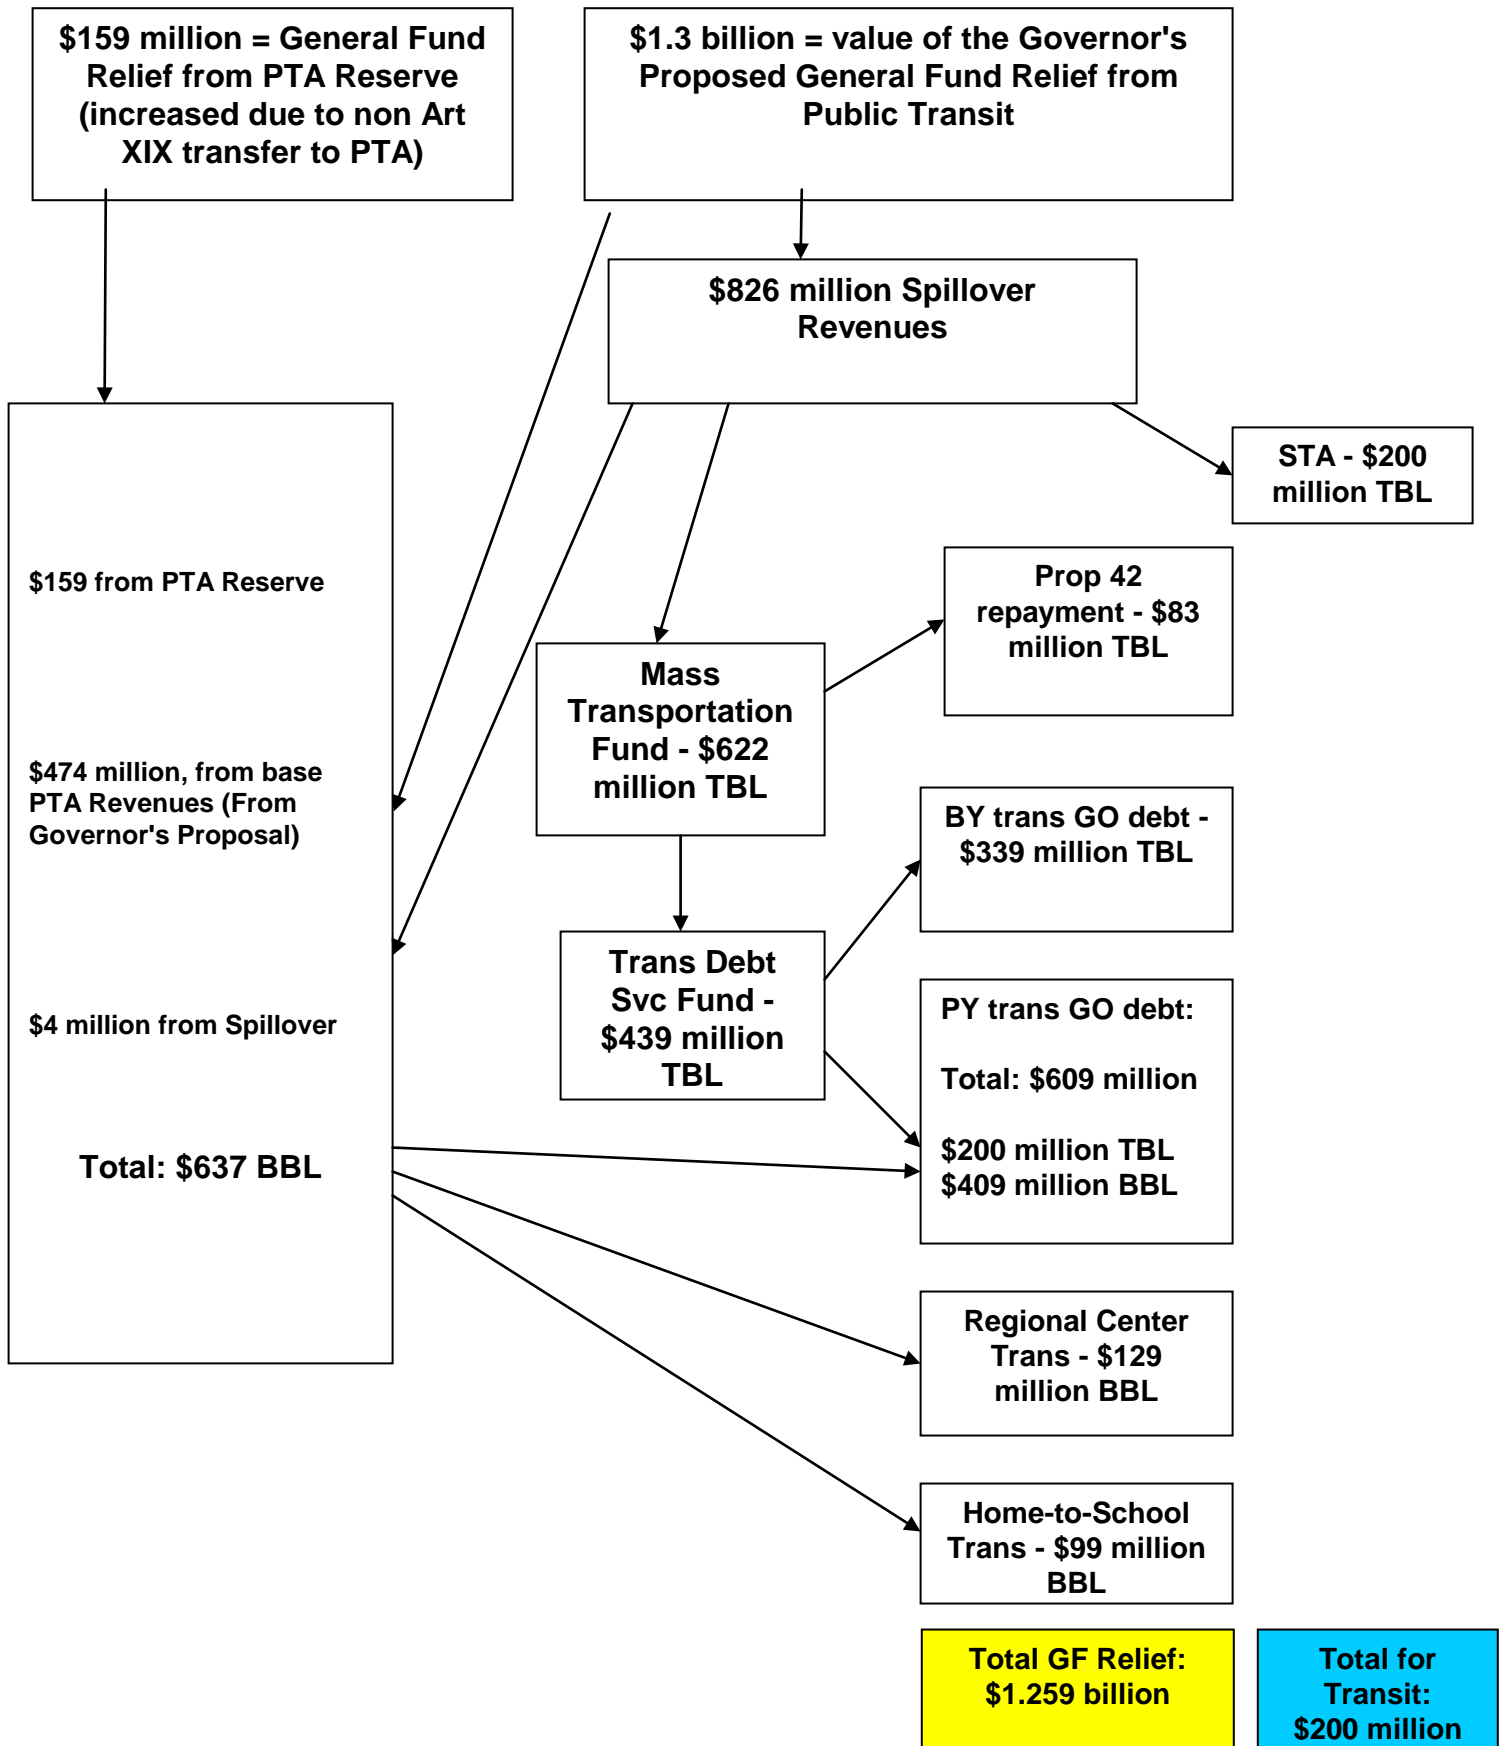 $159 million = General Fund
Relief from PTA Reserve
(increased due to non Art
XIX transfer to PTA)
$1.3 billion = value of the Governor's
Proposed General Fund Relief from
Public Transit
$826 million Spillover
Revenues
STA - $200
million TBL
$159 from PTA Reserve
$474 million, from base
PTA Revenues (From
Governor's Proposal)
$4 million from Spillover
Total: $637 BBL
Mass
Transportation
Fund - $622
million TBL
Prop 42
repayment - $83
million TBL
Trans Debt
Svc Fund -
$439 million
TBL
BY trans GO debt -
$339 million TBL
PY trans GO debt:
Total: $609 million
$200 million TBL
$409 million BBL
Regional Center
Trans - $129
million BBL
Home-to-School
Trans - $99 million
BBL
Total GF Relief:
$1.259 billion
Total for
Transit:
$200 million